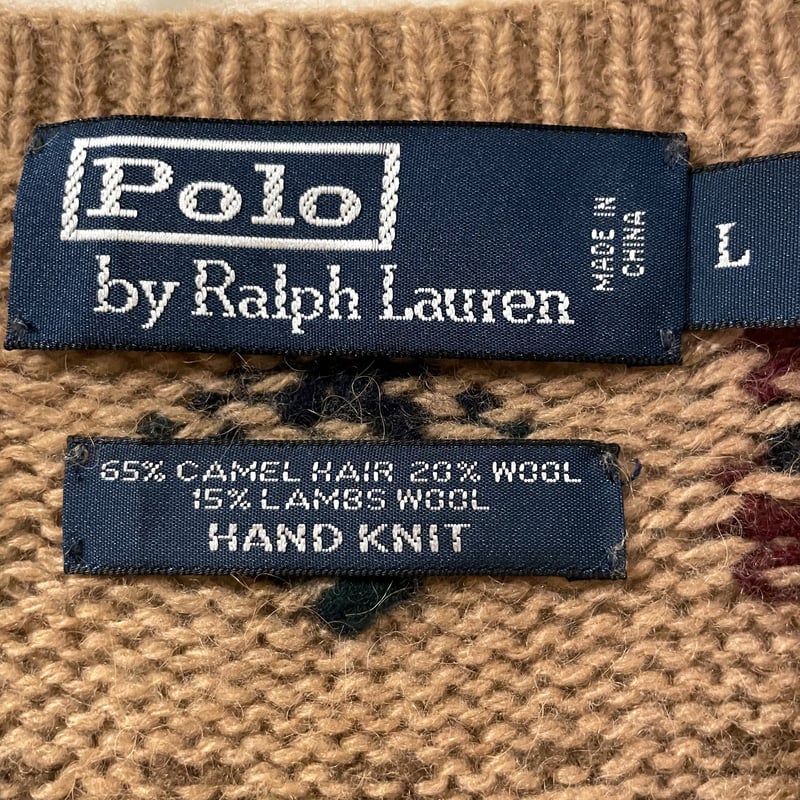 Polo
by Ralph Lauren
MADE IN
CHINA
L
65% CAMEL HAIR 20% WOOL
15% LAMBS WOOL
HAND KNIT